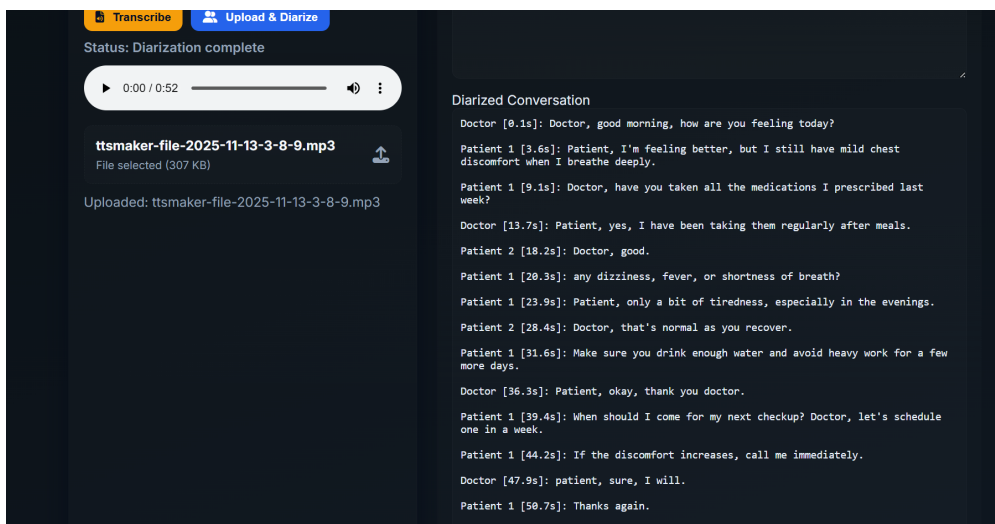 Transcribe
Upload & Diarize
Status: Diarization complete
0:00 / 0:52
ttsmaker-file-2025-11-13-3-8-9.mp3
File selected (307 KB)
Uploaded: ttsmaker-file-2025-11-13-3-8-9.mp3
Diarized Conversation
Doctor [0.1s]: Doctor, good morning, how are you feeling today?
Patient 1 [3.6s]: Patient, I'm feeling better, but I still have mild chest
discomfort when I breathe deeply.
Patient 1 [9.1s]: Doctor, have you taken all the medications I prescribed last
week?
Doctor [13.7s]: Patient, yes, I have been taking them regularly after meals.
Patient 2 [18.2s]: Doctor, good.
Patient 1 [20.3s]: any dizziness, fever, or shortness of breath?
Patient 1 [23.9s]: Patient, only a bit of tiredness, especially in the evenings.
Patient 2 [28.4s]: Doctor, that's normal as you recover.
Patient 1 [31.6s]: Make sure you drink enough water and avoid heavy work for a few
more days.
Doctor [36.3s]: Patient, okay, thank you doctor.
Patient 1 [39.4s]: When should I come for my next checkup? Doctor, let's schedule
one in a week.
Patient 1 [44.2s]: If the discomfort increases, call me immediately.
Doctor [47.9s]: patient, sure, I will.
Patient 1 [50.7s]: Thanks again.